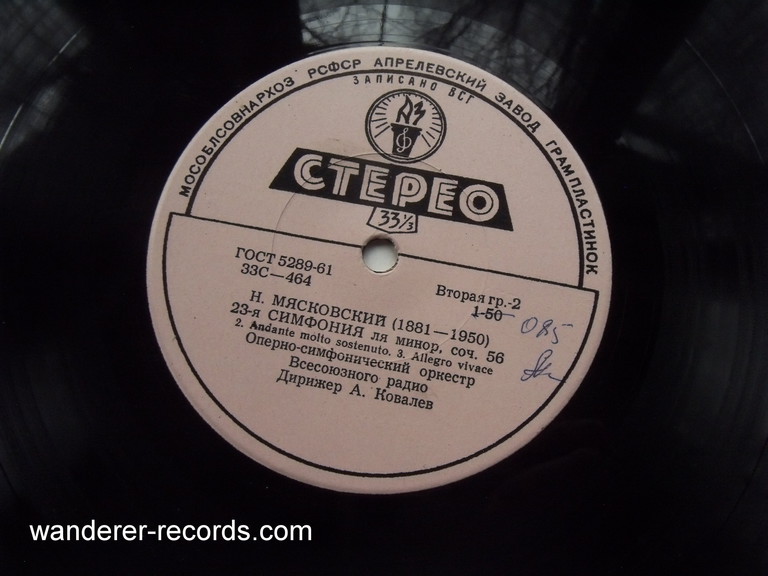 МОСОБЛСОВНАРХОЗ РСФСР АПРЕЛЕВСКИЙ ЗАВОД ГРАМПЛАСТИНОК
ЗАПИСАНО ВСГ
АЗ
СТЕРЕО
33⅓
ГОСТ 5289-61
33С—464
Вторая гр.-2
1-50
085
Н. МЯСКОВСКИЙ (1881—1950)
23-я СИМФОНИЯ ля минор, соч. 56
2. Andante molto sostenuto. 3. Allegro vivace
Оперно-симфонический оркестр
Всесоюзного радио
Дирижер А. Ковалев
wanderer-records.com